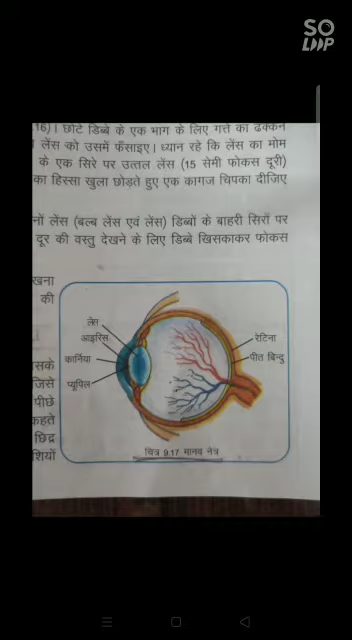 SO
LOOP
.16)। छोटे डिब्बे के एक भाग के लिए गत्ते का ढक्कन
लेंस को उसमें फँसाइए। ध्यान रहे कि लेंस का मोम
के एक सिरे पर उत्तल लेंस (15 सेमी फोकस दूरी)
का हिस्सा खुला छोड़ते हुए एक कागज चिपका दीजिए
नों लेंस (बल्ब लेंस एवं लेंस) डिब्बों के बाहरी सिरों पर
दूर की वस्तु देखने के लिए डिब्बे खिसकाकर फोकस
खना
की
सके
जिसे
पीछे
कहते
छिद्र
शियों
लेंस
आइरिस
कार्निया
प्यूपिल
रेटिना
पीत बिन्दु
चित्र 9.17 मानव नेत्र